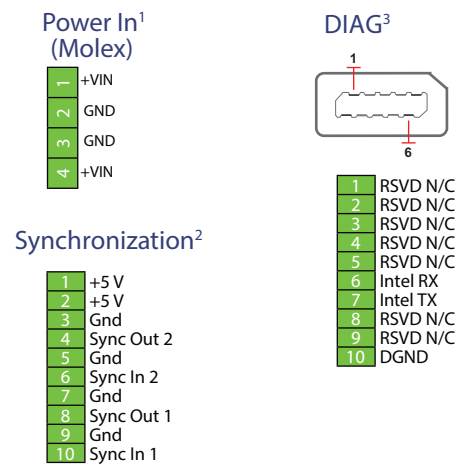 Power In¹
(Molex)
1 +VIN
2 GND
3 GND
4 +VIN
Synchronization²
1 +5 V
2 +5 V
3 Gnd
4 Sync Out 2
5 Gnd
6 Sync In 2
7 Gnd
8 Sync Out 1
9 Gnd
10 Sync In 1
DIAG³
1
6
1 RSVD N/C
2 RSVD N/C
3 RSVD N/C
4 RSVD N/C
5 RSVD N/C
6 Intel RX
7 Intel TX
8 RSVD N/C
9 RSVD N/C
10 DGND